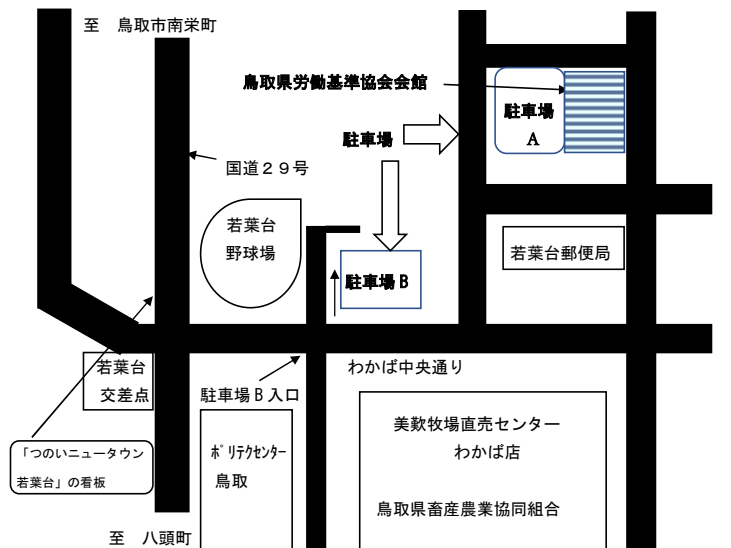 至　鳥取市南栄町
鳥取県労働基準協会会館
駐車場
A
駐車場
国道２９号
若葉台
野球場
若葉台郵便局
駐車場 B
わかば中央通り
若葉台
交差点
駐車場 B 入口
「つのいニュータウン
若葉台」の看板
ﾎﾟﾘﾃｸｾﾝﾀｰ
鳥取
美歎牧場直売センター
わかば店
鳥取県畜産農業協同組合
至　八頭町